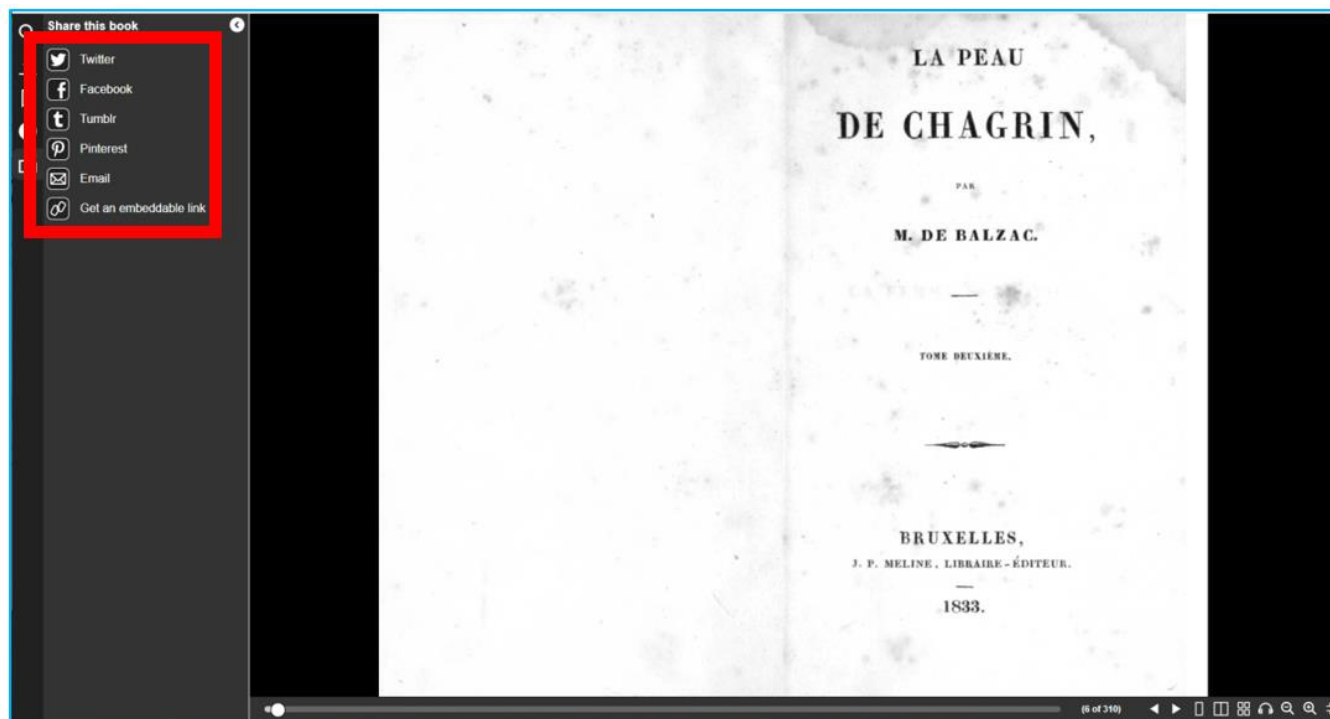 Share this book
Twitter
Facebook
Tumblr
Pinterest
Email
Get an embeddable link
LA PEAU
DE CHAGRIN,
PAR
M. DE BALZAC.
TOME DEUXIÈME.
BRUXELLES,
J. P. MELINE, LIBRAIRE-ÉDITEUR.
1833.
(6 of 310)